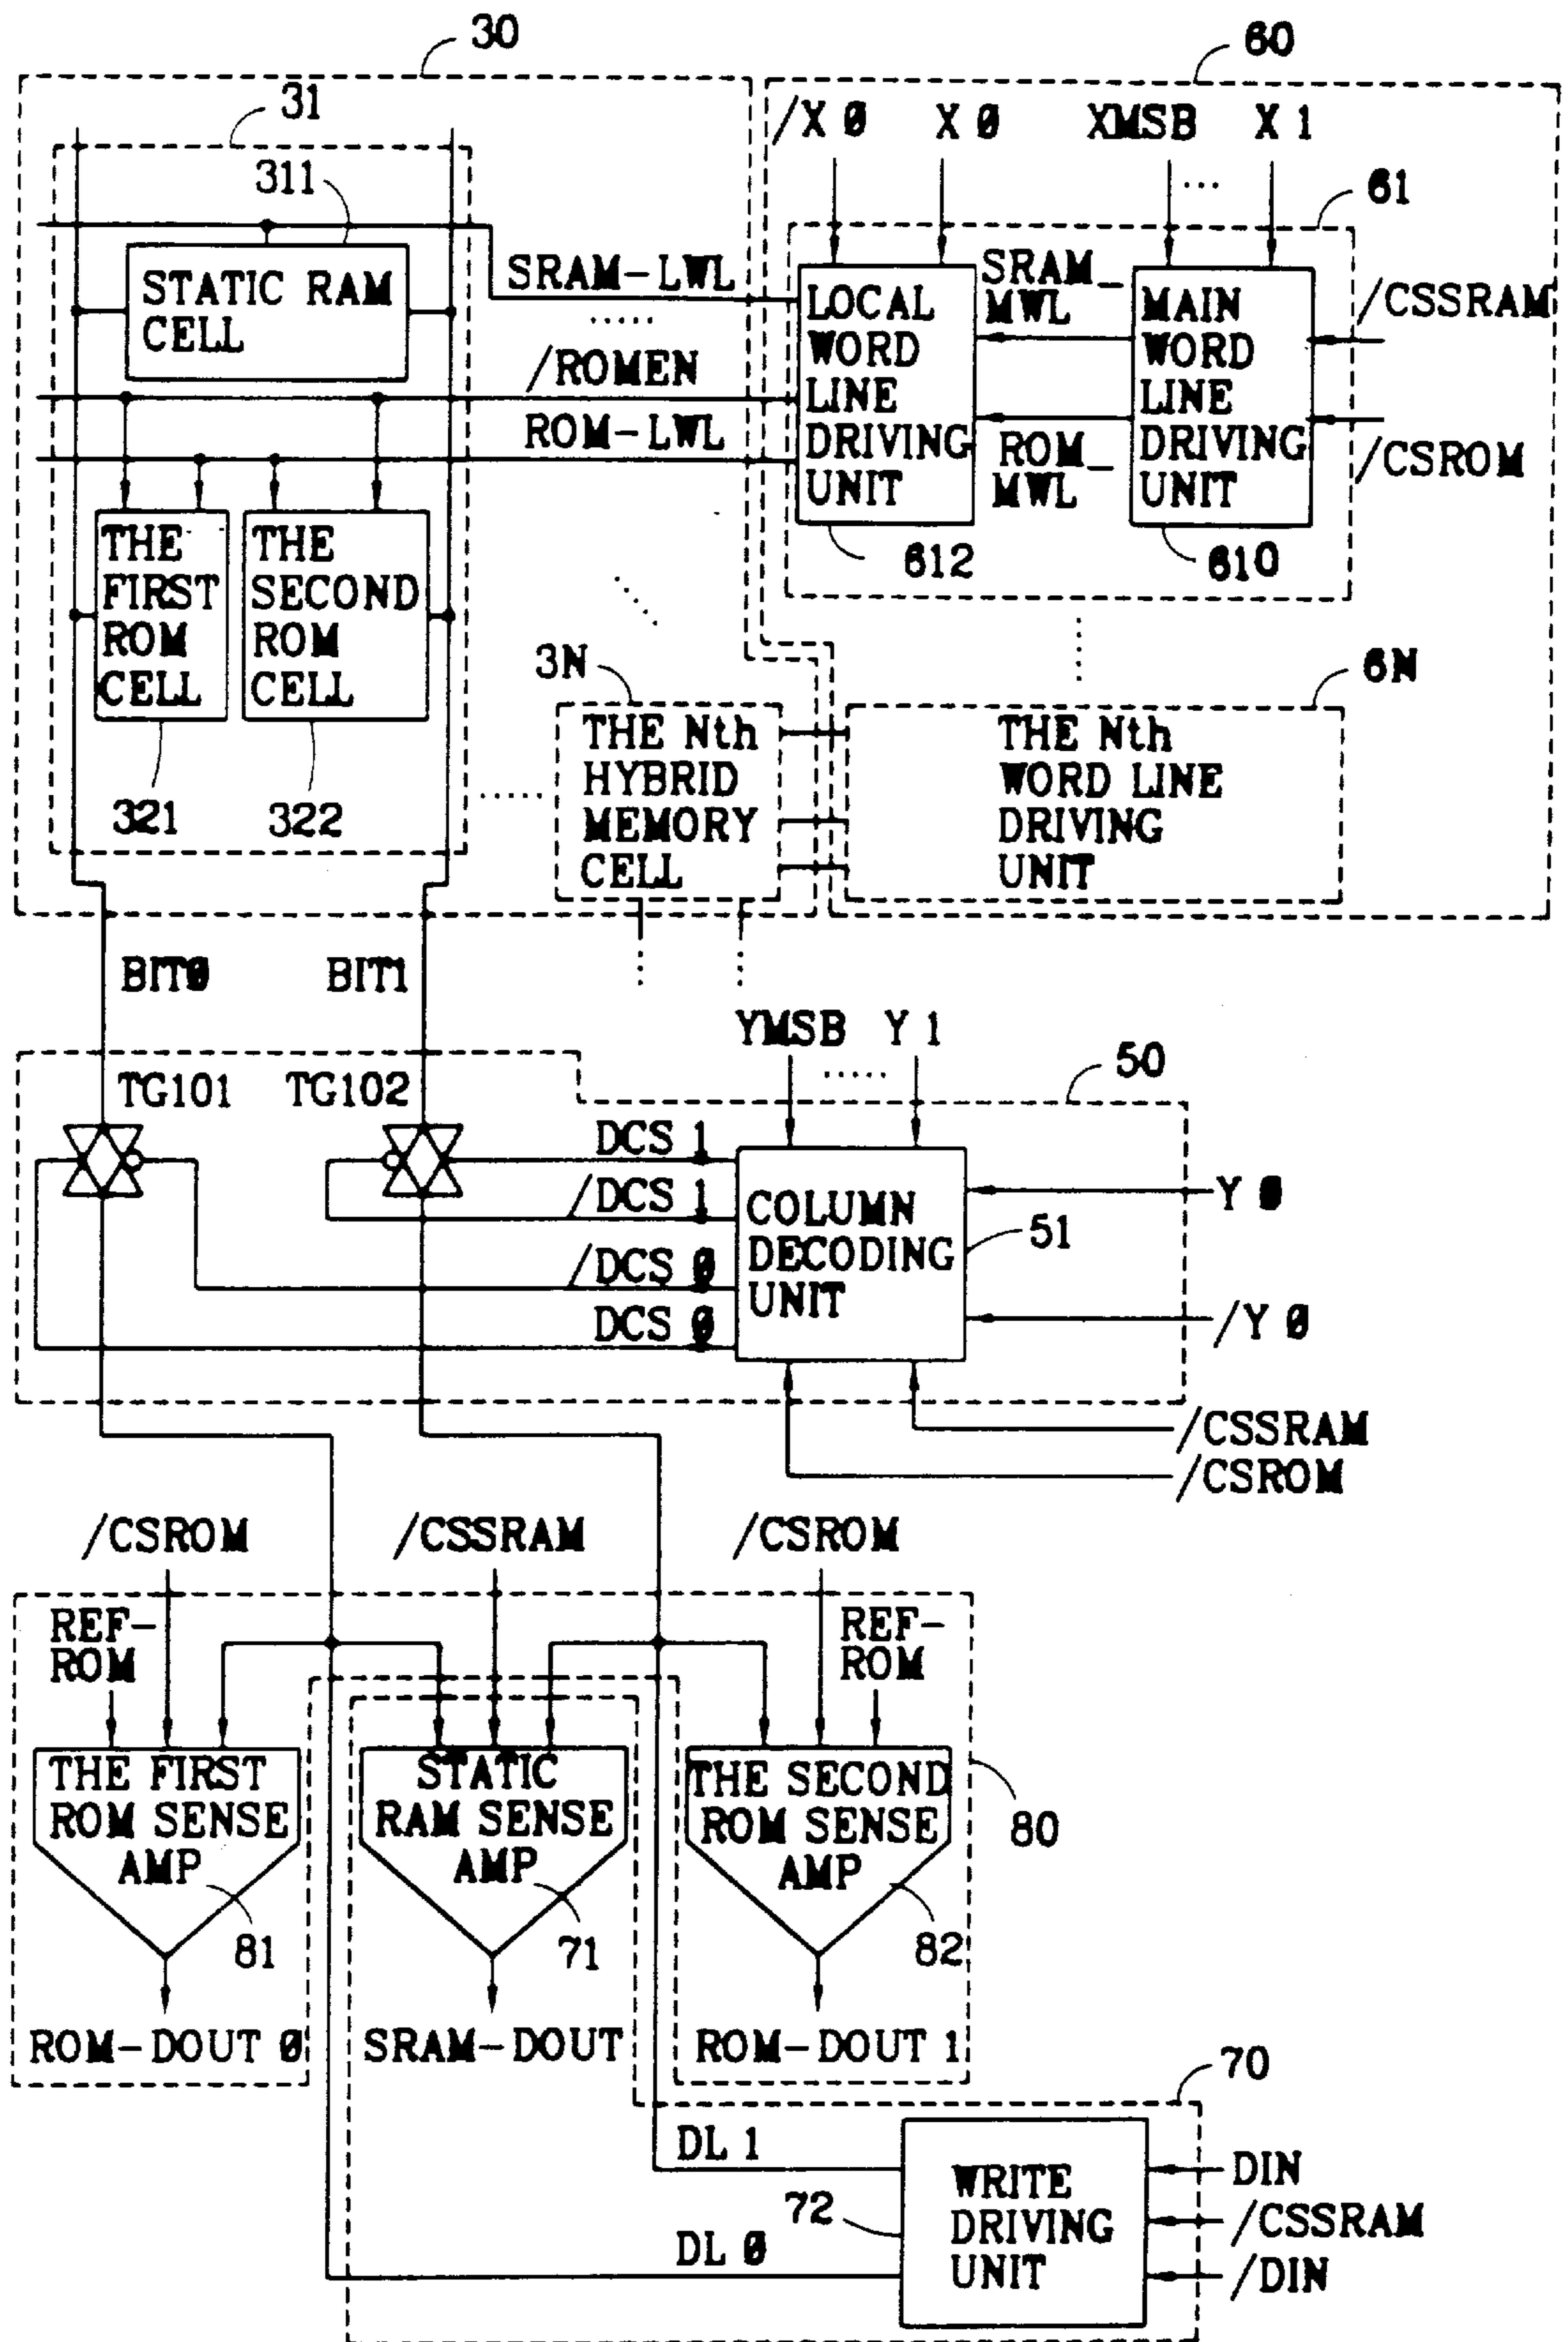 30
60
31
/X0
X0
XMSB
X1
311
61
STATIC RAM
CELL
SRAM-LWL
/ROMEN
ROM-LWL
LOCAL
WORD
LINE
DRIVING
UNIT
SRAM_
MWL
ROM_
MWL
MAIN
WORD
LINE
DRIVING
UNIT
/CSSRAM
/CSROM
612
610
THE
FIRST
ROM
CELL
THE
SECOND
ROM
CELL
321
322
3N
6N
THE Nth
HYBRID
MEMORY
CELL
THE Nth
WORD LINE
DRIVING
UNIT
BIT0
BIT1
YMSB
Y1
50
TG101
TG102
DCS 1
/DCS 1
/DCS 0
DCS 0
COLUMN
DECODING
UNIT
51
Y0
/Y0
/CSSRAM
/CSROM
/CSROM
/CSSRAM
/CSROM
REF-
ROM
REF-
ROM
THE FIRST
ROM SENSE
AMP
STATIC
RAM SENSE
AMP
THE SECOND
ROM SENSE
AMP
80
81
71
82
ROM-DOUT 0
SRAM-DOUT
ROM-DOUT 1
70
DL 1
DL 0
72
WRITE
DRIVING
UNIT
DIN
/CSSRAM
/DIN